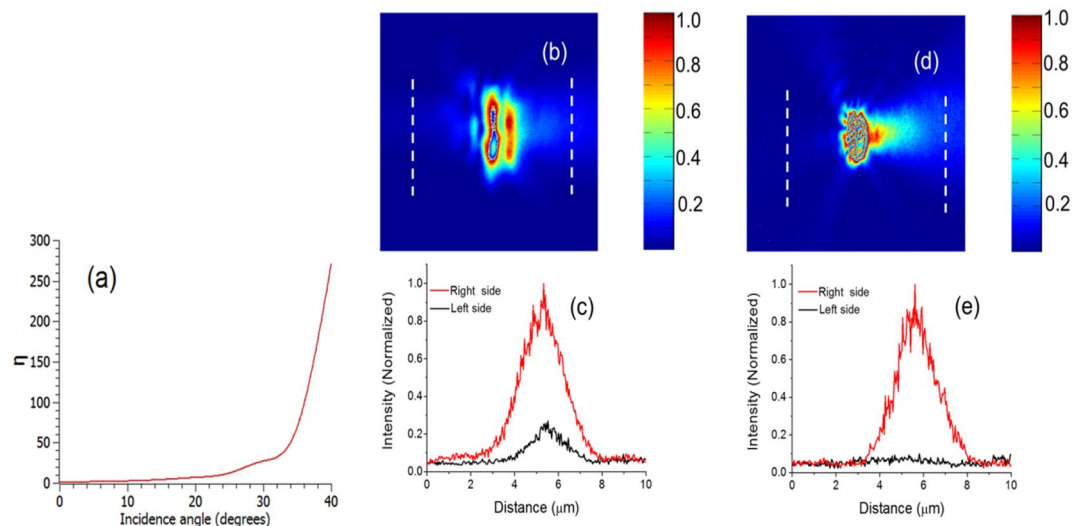 (b)
1.0
0.8
0.6
0.4
0.2
(d)
1.0
0.8
0.6
0.4
0.2
(a)
300
250
200
150
100
50
0
η
0 10 20 30 40
Incidence angle (degrees)
(c)
Right side
Left side
1.0
0.8
0.6
0.4
0.2
0.0
Intensity (Normalized)
0 2 4 6 8 10
Distance (μm)
(e)
Right side
Left side
1.0
0.8
0.6
0.4
0.2
0.0
Intensity (Normalized)
0 2 4 6 8 10
Distance (μm)